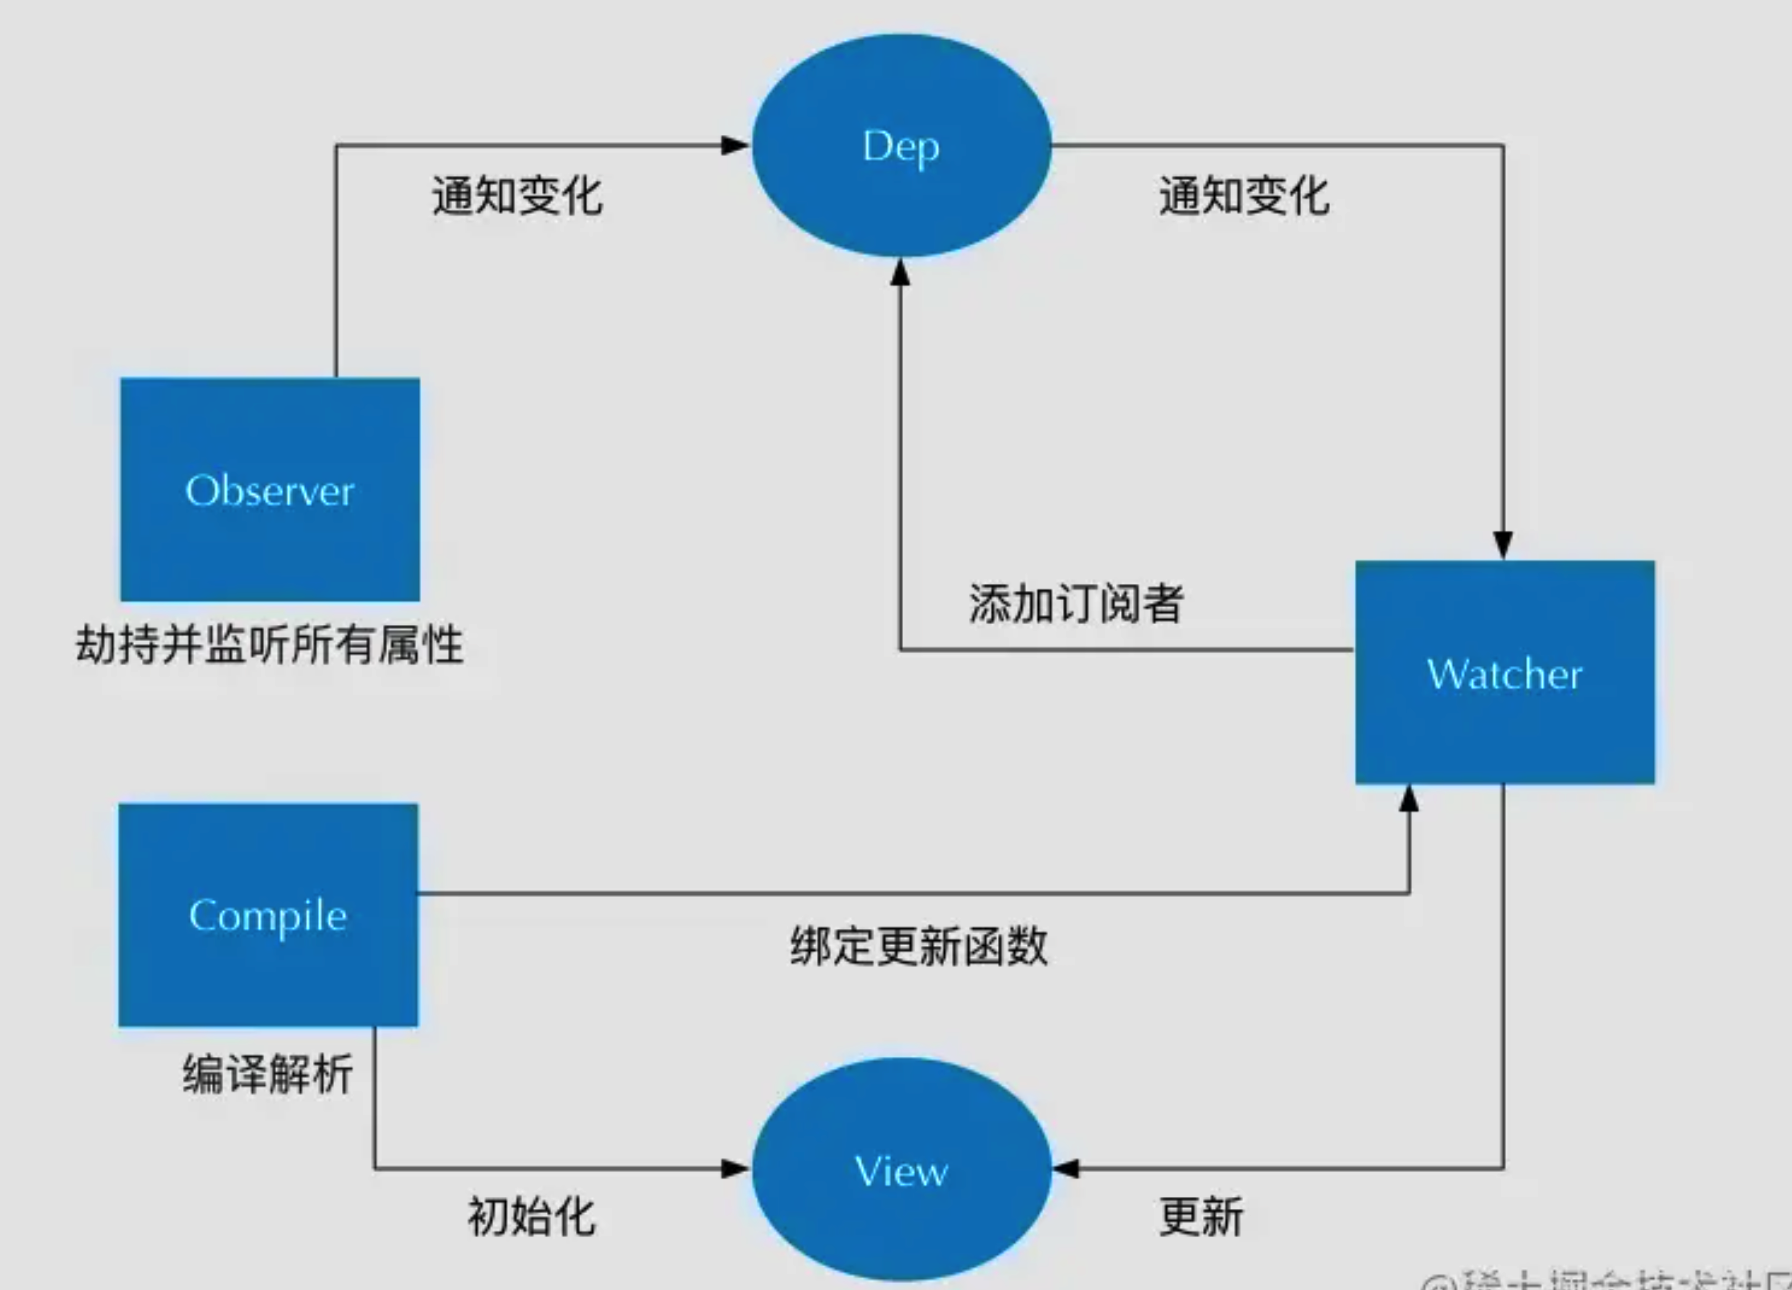 Dep
通知变化
通知变化
Observer
劫持并监听所有属性
添加订阅者
Watcher
Compile
绑定更新函数
编译解析
View
初始化
更新
@稀土掘金技术社区